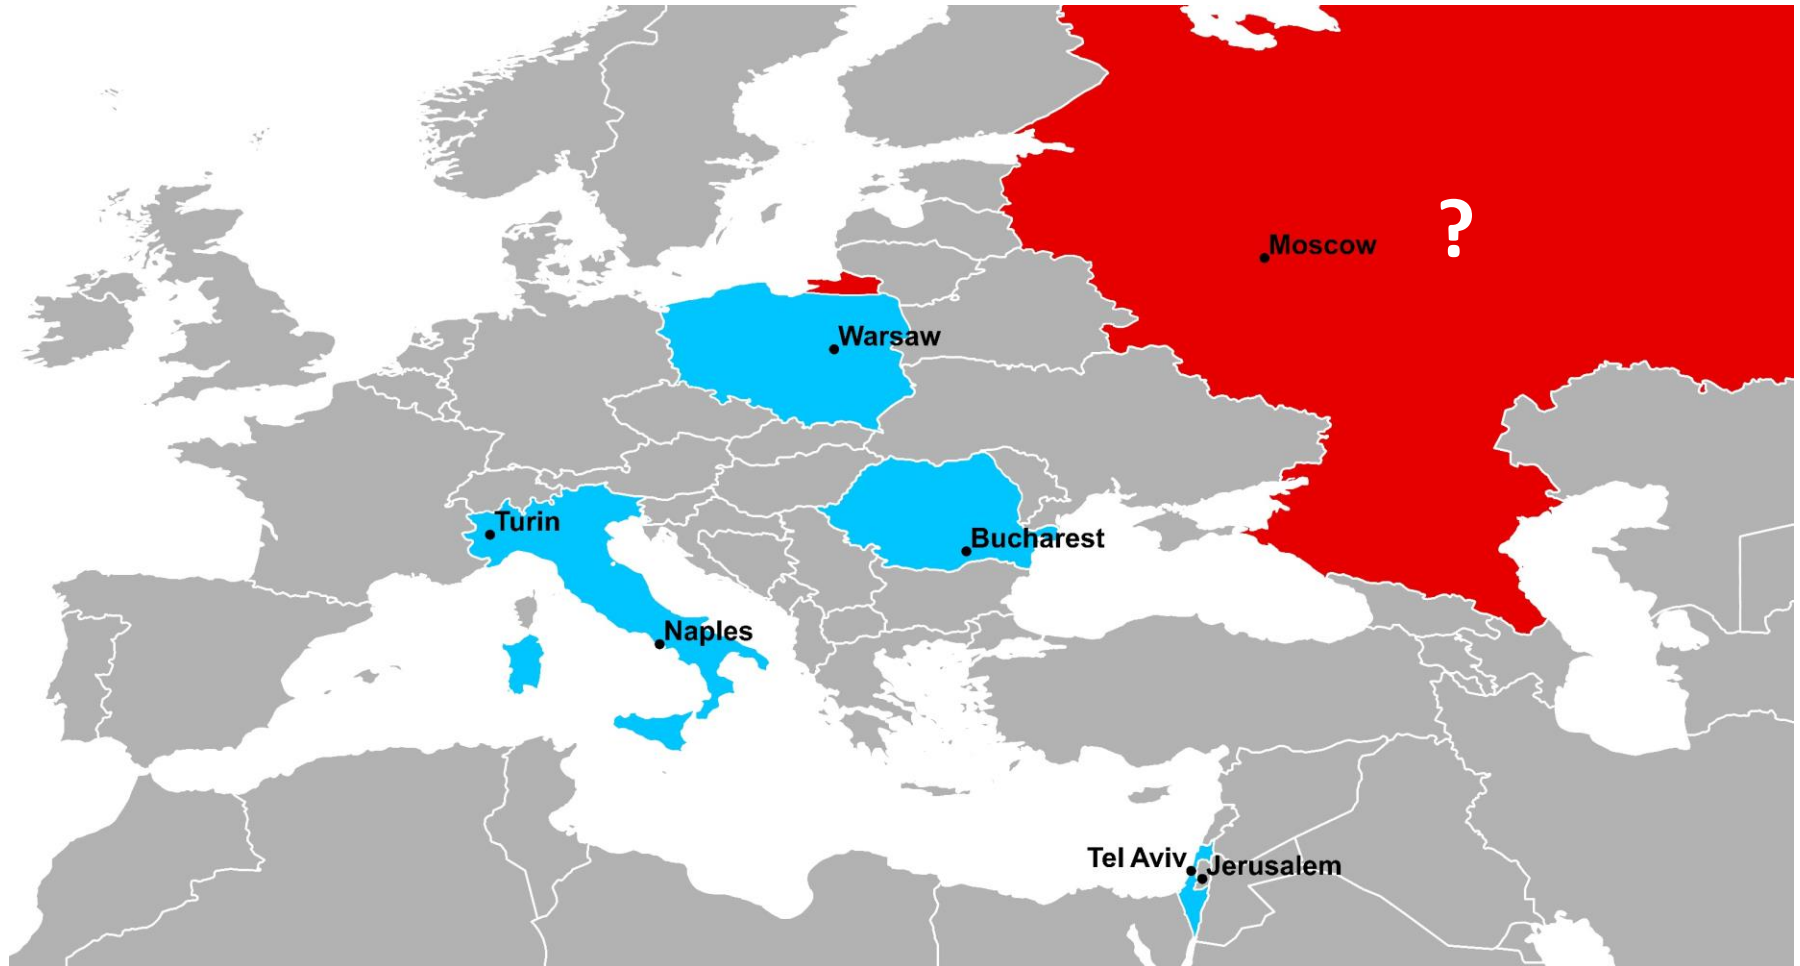 ?
Moscow
Warsaw
Turin
Bucharest
Naples
Tel Aviv
Jerusalem